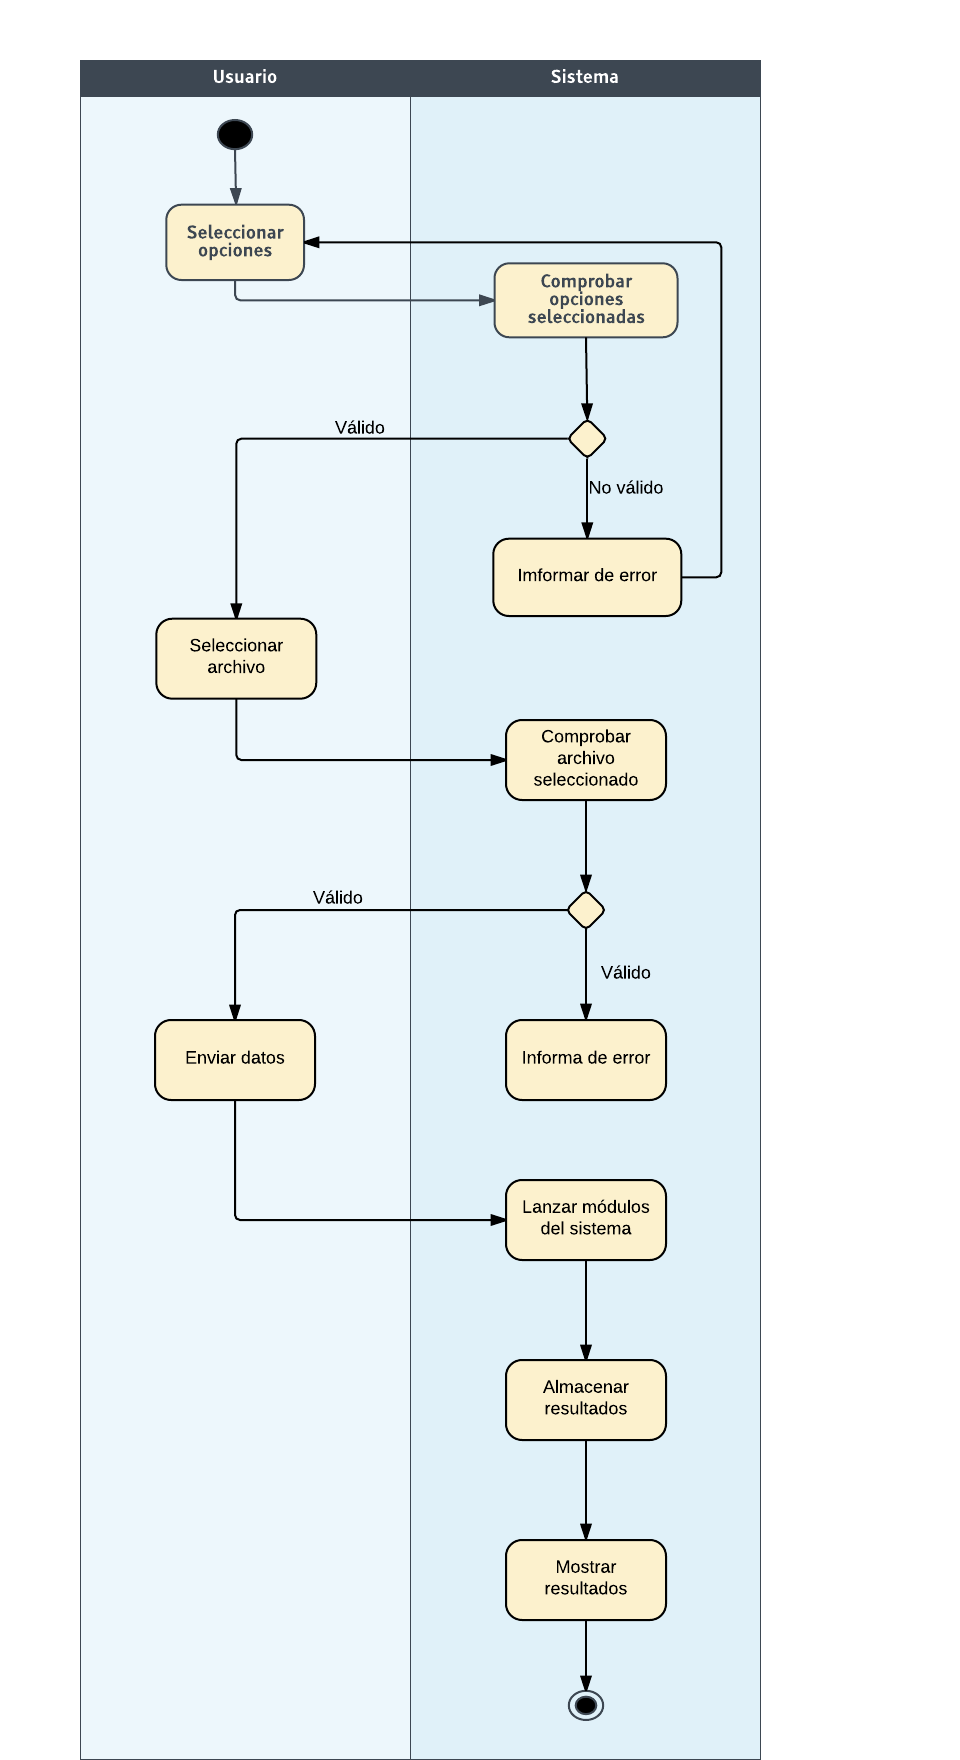 Usuario
Sistema
Seleccionar
opciones
Comprobar
opciones
seleccionadas
Válido
No válido
Imformar de error
Seleccionar
archivo
Comprobar
archivo
seleccionado
Válido
Válido
Enviar datos
Informa de error
Lanzar módulos
del sistema
Almacenar
resultados
Mostrar
resultados